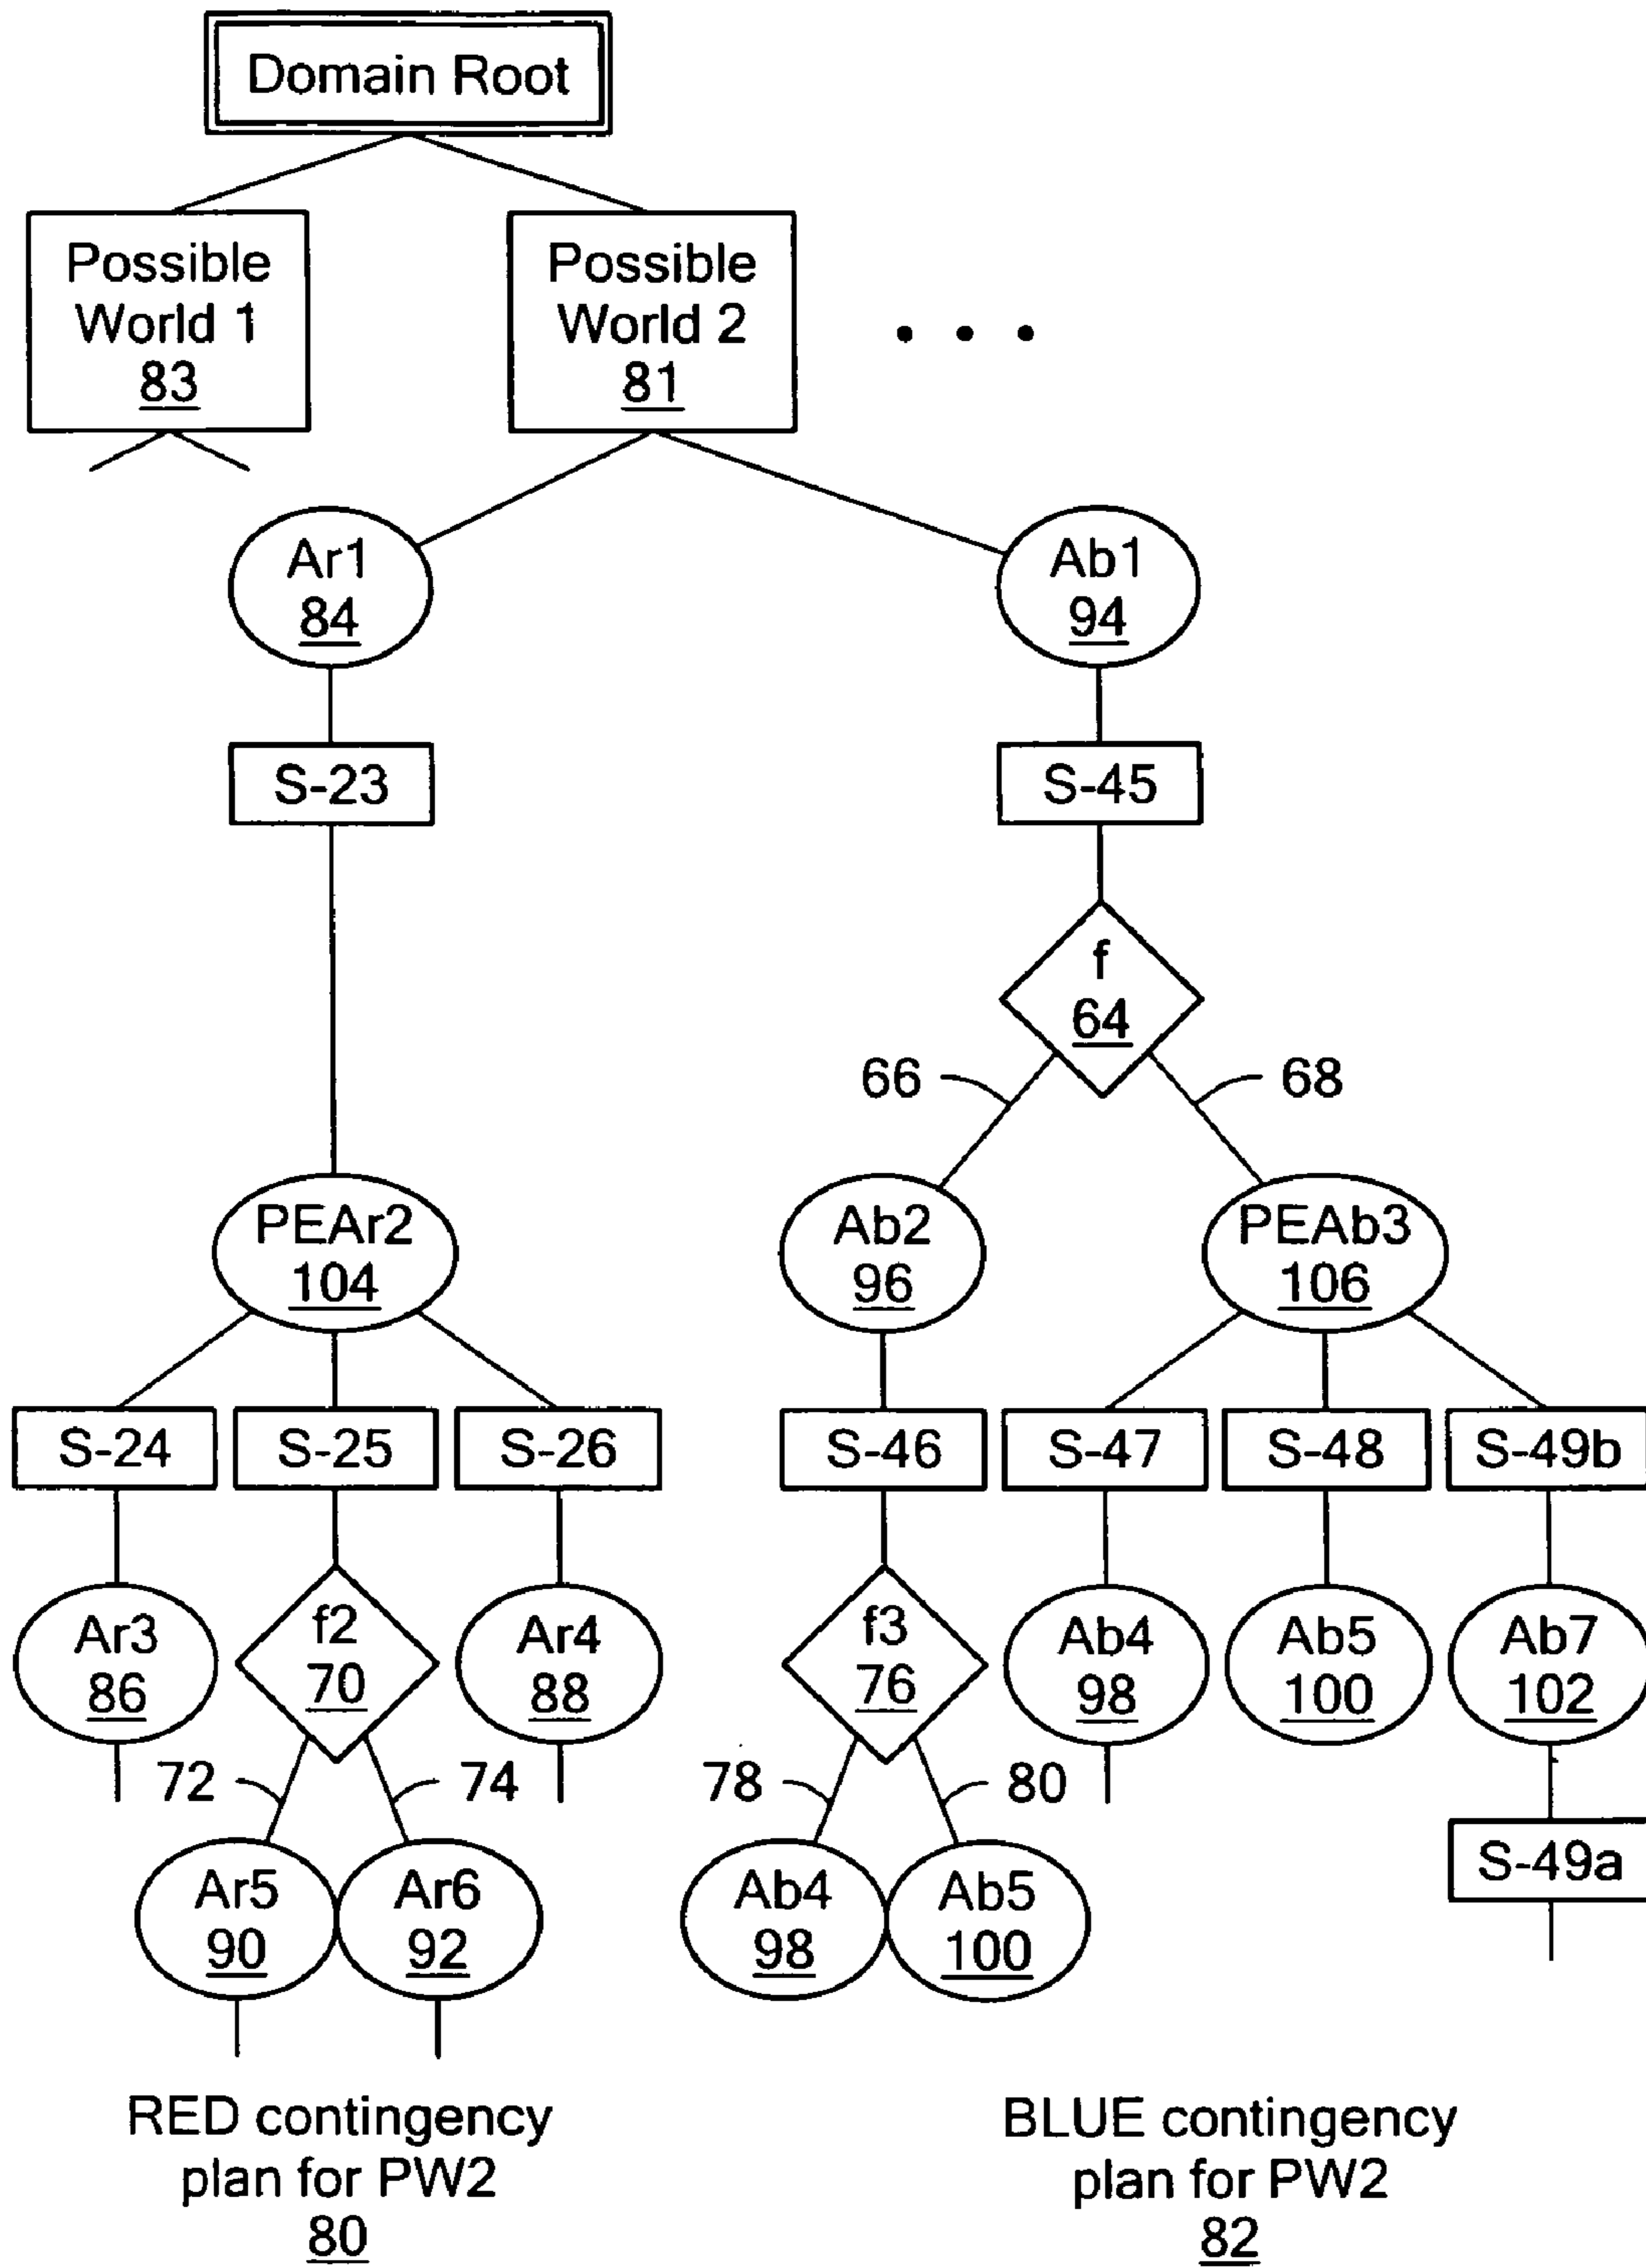 Domain Root
Possible
World 1
83
Possible
World 2
81
• • •
Ar1
84
Ab1
94
S-23
S-45
f
64
66
68
PEAr2
104
Ab2
96
PEAb3
106
S-24
S-25
S-26
S-46
S-47
S-48
S-49b
Ar3
86
f2
70
Ar4
88
f3
76
Ab4
98
Ab5
100
Ab7
102
72
74
78
80
S-49a
Ar5
90
Ar6
92
Ab4
98
Ab5
100
RED contingency
plan for PW2
80
BLUE contingency
plan for PW2
82